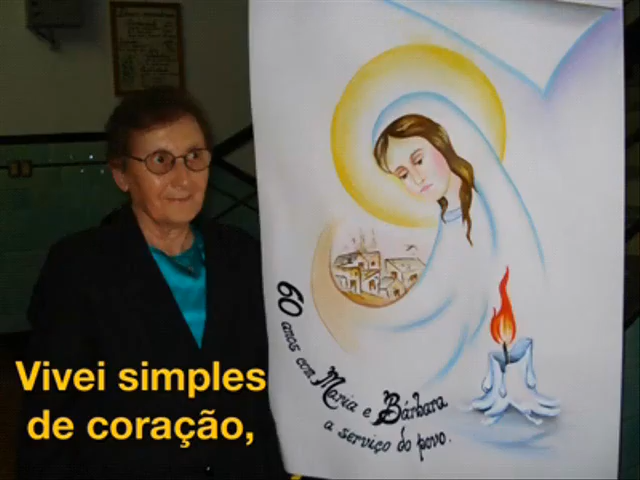 60 anos com
Maria e Bárbara
a serviço do povo.
Vivei simples
de coração,